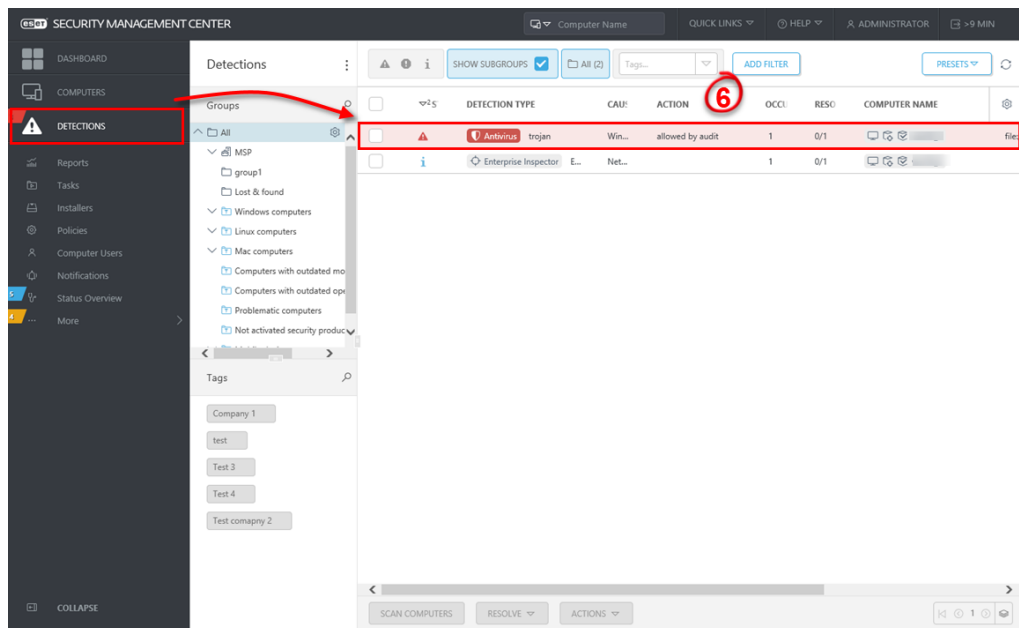 eset SECURITY MANAGEMENT CENTER
Computer Name
QUICK LINKS
HELP
ADMINISTRATOR
>9 MIN
DASHBOARD
COMPUTERS
DETECTIONS
Reports
Tasks
Installers
Policies
Computer Users
Notifications
5
Status Overview
4
More
COLLAPSE
Detections
Groups
All
MSP
group1
Lost & found
Windows computers
Linux computers
Mac computers
Computers with outdated mo
Computers with outdated ope
Problematic computers
Not activated security produc
Tags
Company 1
test
Test 3
Test 4
Test comapny 2
SHOW SUBGROUPS
All (2)
Tags...
ADD FILTER
PRESETS
6
2 S DETECTION TYPE CAU: ACTION OCCU RESO COMPUTER NAME
Antivirus trojan Win... allowed by audit 1 0/1 file:
Enterprise Inspector E... Net... 1 0/1
SCAN COMPUTERS
RESOLVE
ACTIONS
1